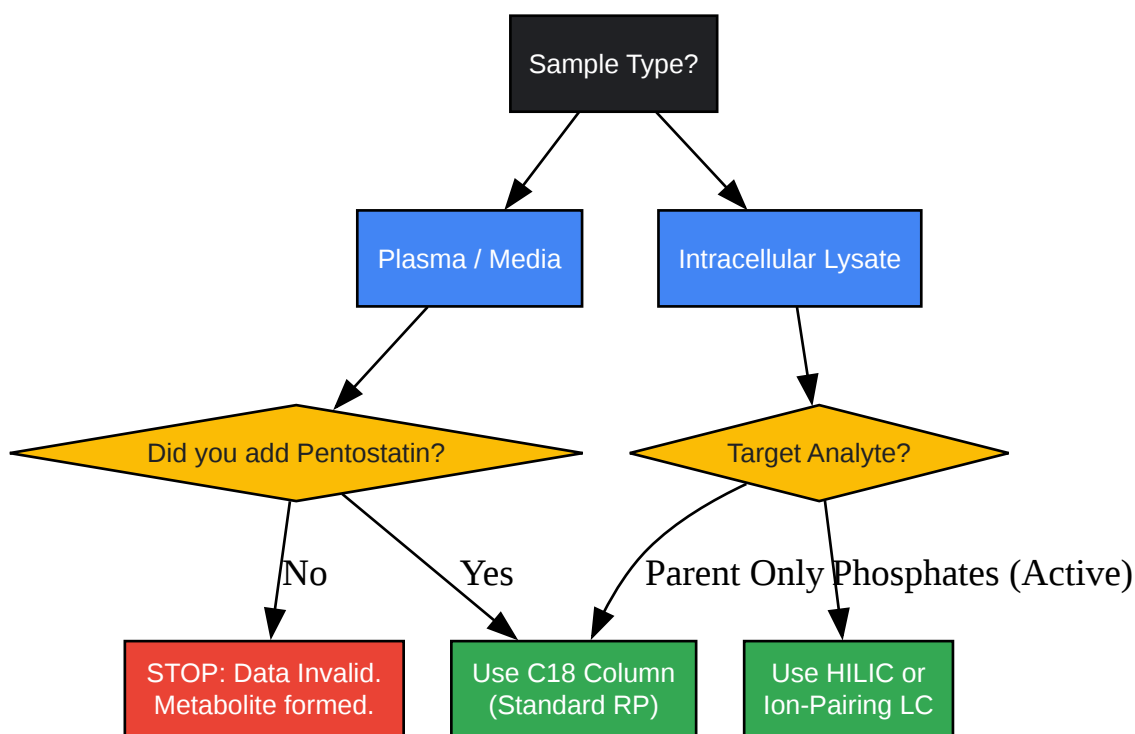 Sample Type?
Plasma / Media
Intracellular Lysate
Did you add Pentostatin?
Target Analyte?
No
Yes
Parent Only
Phosphates (Active)
STOP: Data Invalid.
Metabolite formed.
Use C18 Column
(Standard RP)
Use HILIC or
Ion-Pairing LC